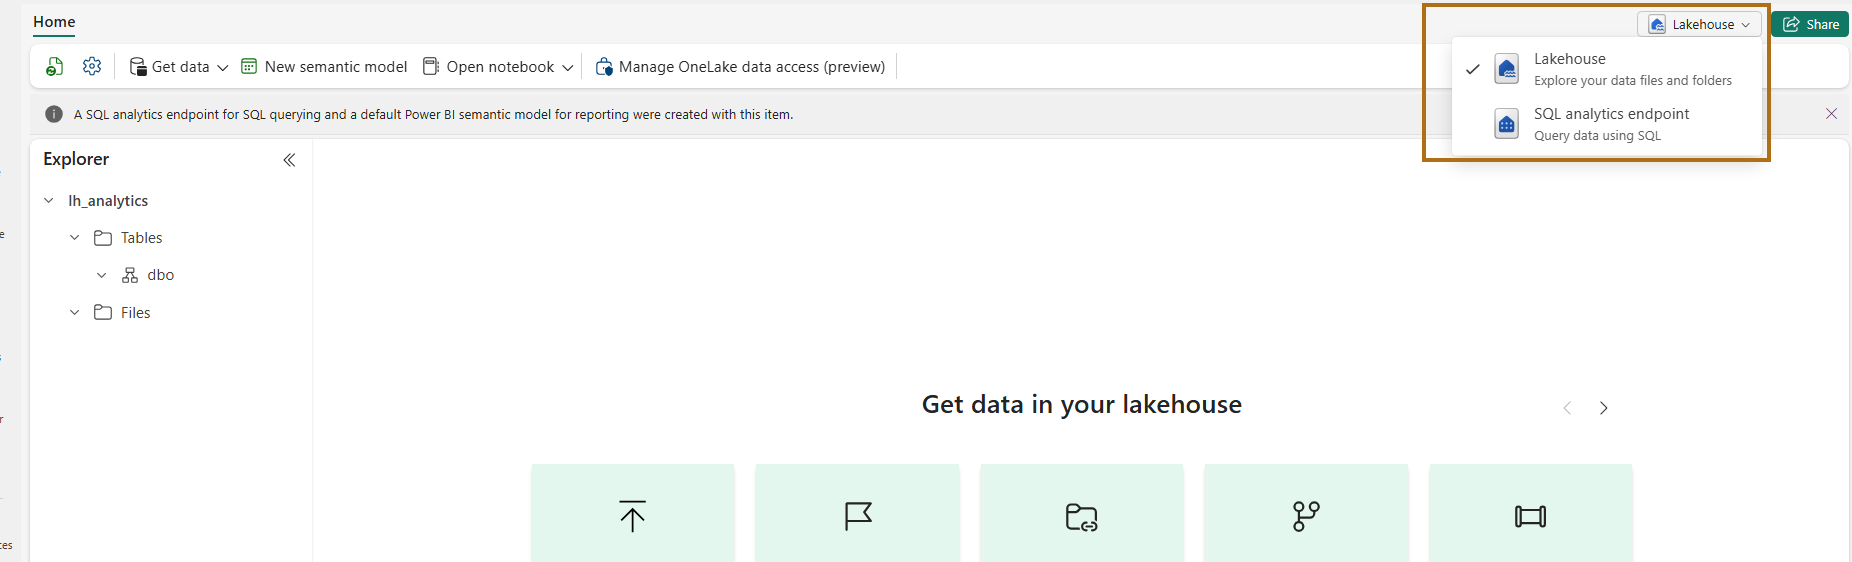 Home
Lakehouse
Share
Get data
New semantic model
Open notebook
Manage OneLake data access (preview)
Lakehouse
Explore your data files and folders
SQL analytics endpoint
Query data using SQL
A SQL analytics endpoint for SQL querying and a default Power BI semantic model for reporting were created with this item.
Explorer
lh_analytics
Tables
dbo
Files
Get data in your lakehouse